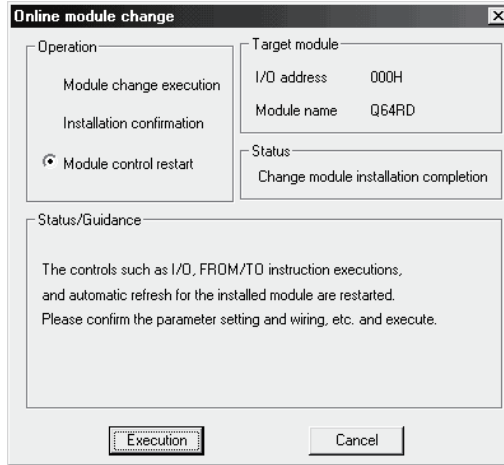 Online module change
Operation
Module change execution
Installation confirmation
Module control restart
Target module
I/O address 000H
Module name Q64RD
Status
Change module installation completion
Status/Guidance
The controls such as I/O, FROM/TO instruction executions,
and automatic refresh for the installed module are restarted.
Please confirm the parameter setting and wiring, etc. and execute.
Execution
Cancel